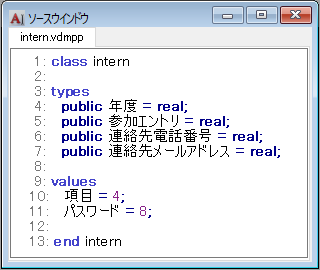 ソースウィンドウ
intern.vdmpp
1: class intern
2:
3: types
4: public 年度 = real;
5: public 参加エントリ = real;
6: public 連絡先電話番号 = real;
7: public 連絡先メールアドレス = real;
8:
9: values
10: 項目 = 4;
11: パスワード = 8;
12:
13: end intern